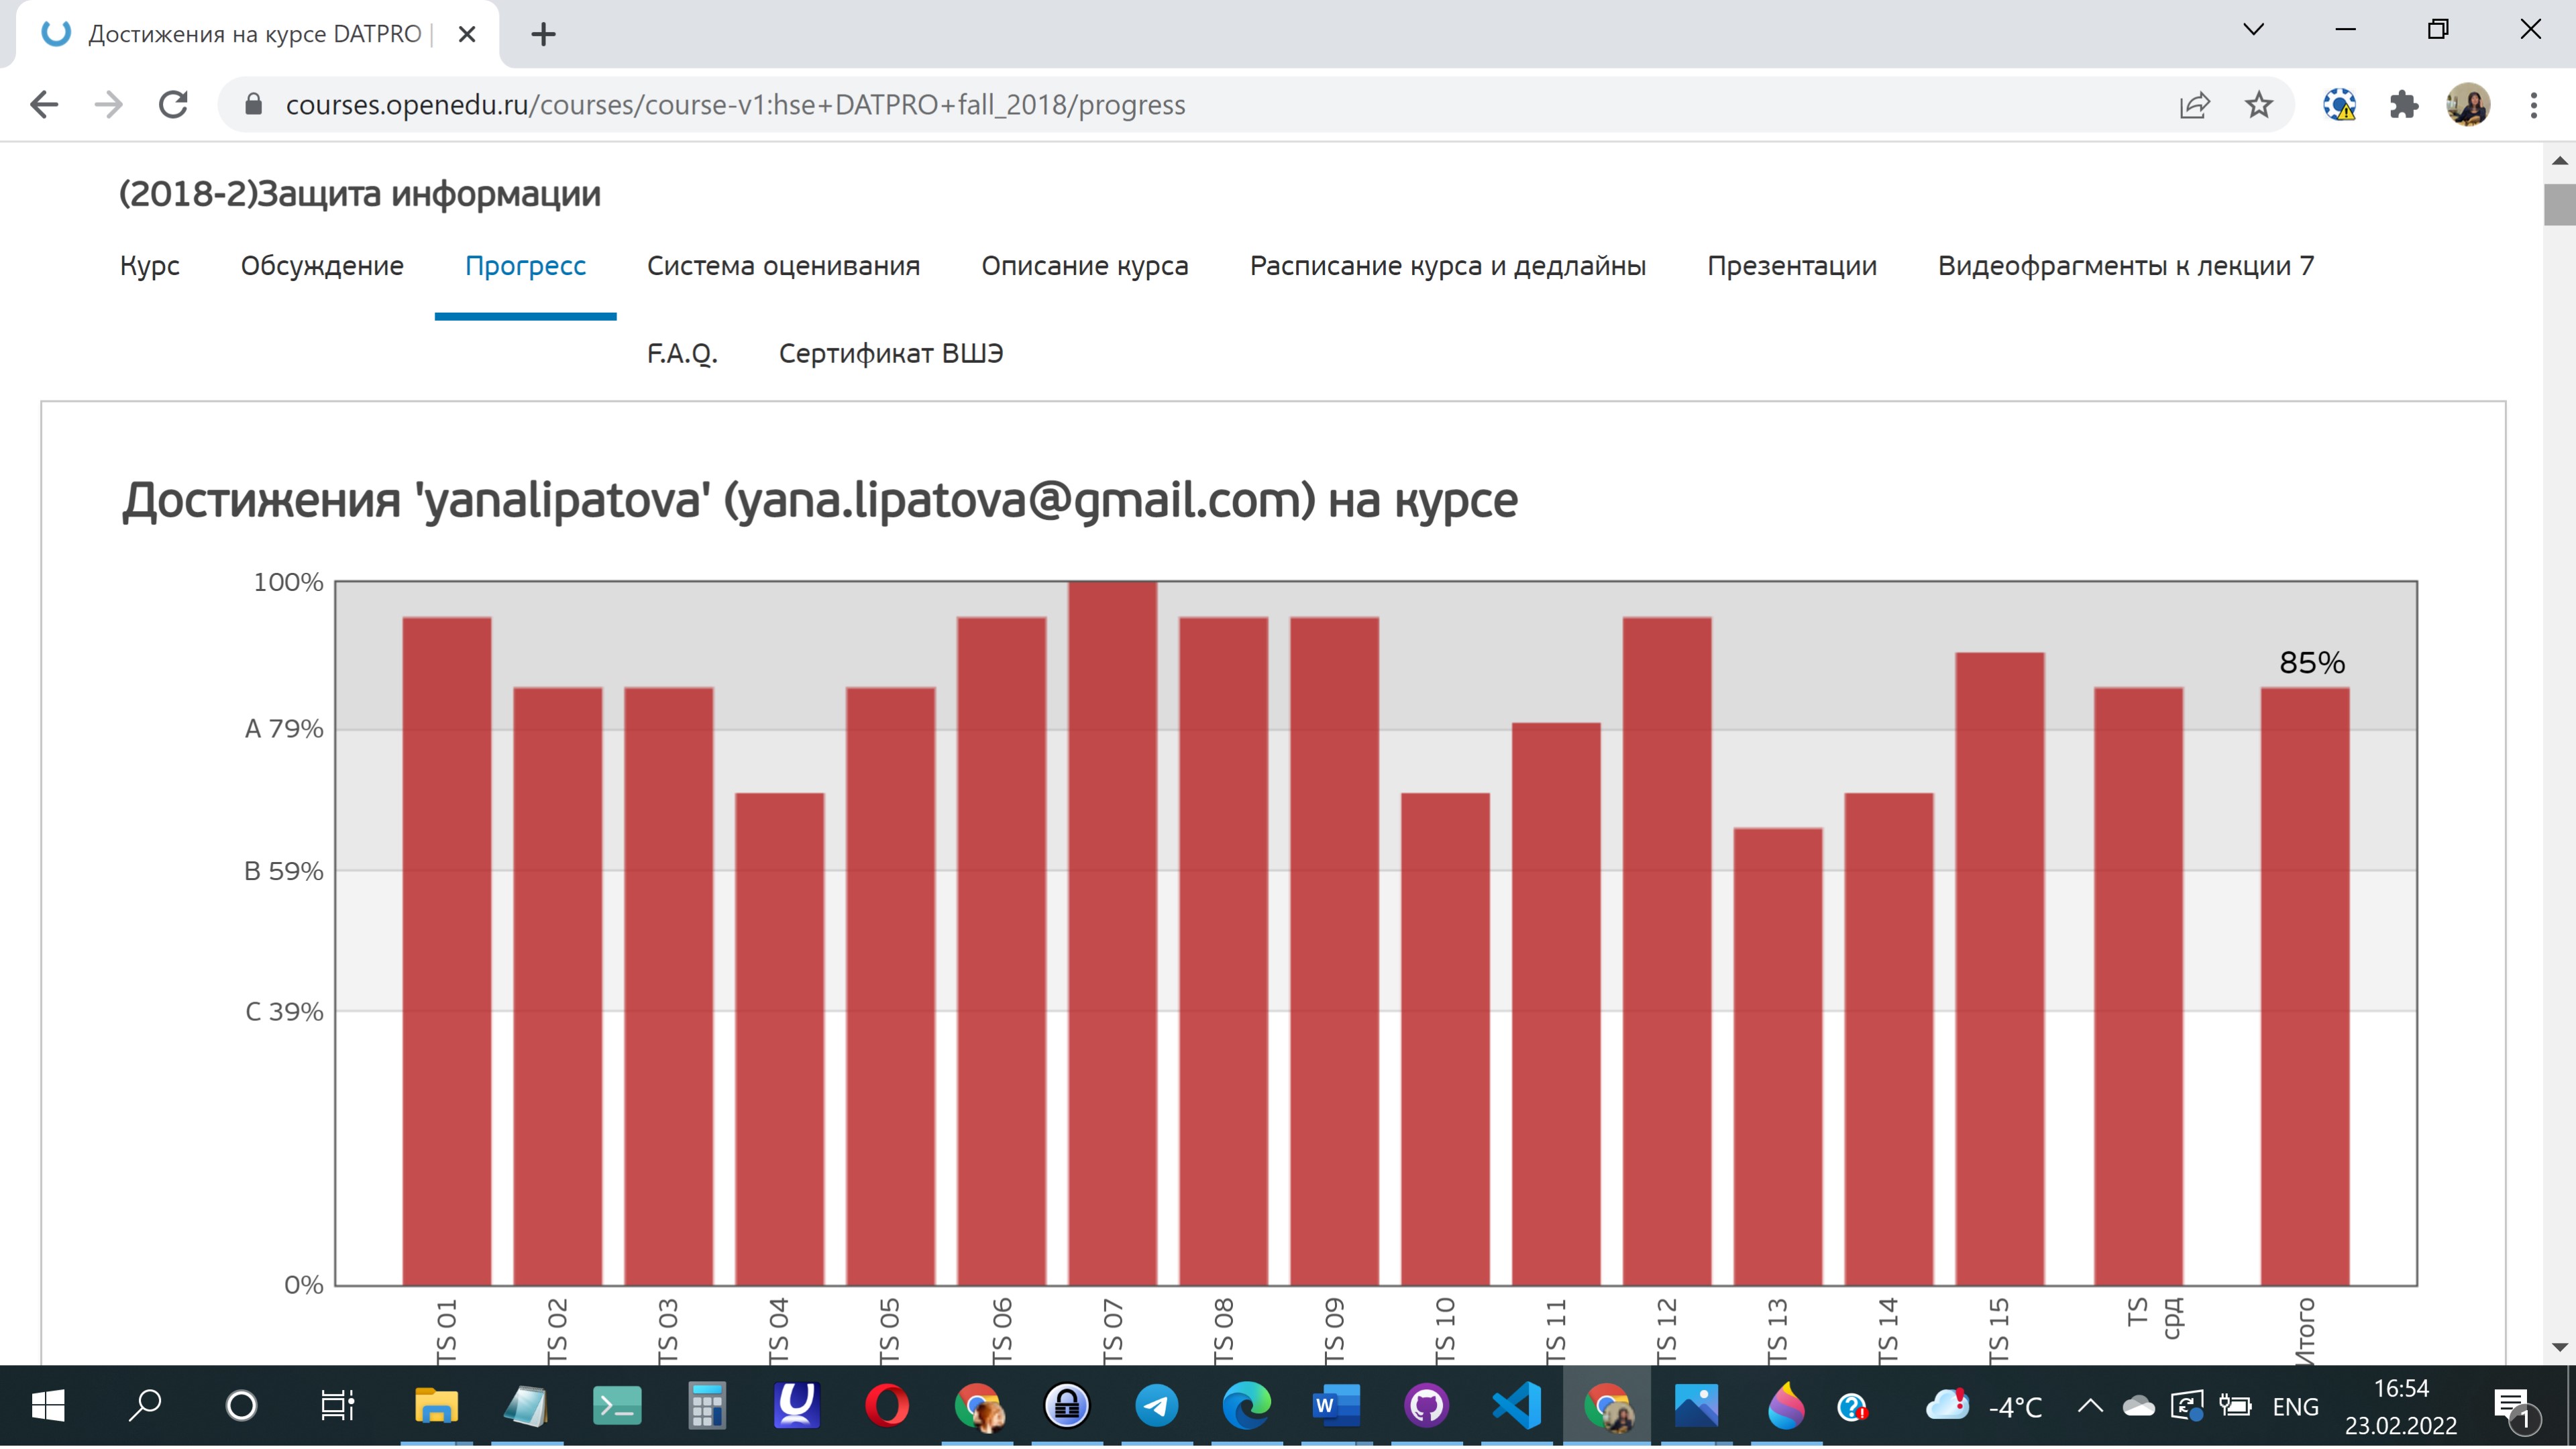 Достижения на курсе DATPRO |
courses.openedu.ru/courses/course-v1:hse+DATPRO+fall_2018/progress
(2018-2)Защита информации
Курс Обсуждение Прогресс Система оценивания Описание курса Расписание курса и дедлайны Презентации Видеофрагменты к лекции 7
F.A.Q. Сертификат ВШЭ
Достижения 'yanalipatova' (yana.lipatova@gmail.com) на курсе
100%
85%
A 79%
B 59%
C 39%
0%
TS 01 TS 02 TS 03 TS 04 TS 05 TS 06 TS 07 TS 08 TS 09 TS 10 TS 11 TS 12 TS 13 TS 14 TS 15 TS срд Итого
-4°C ENG 16:54
23.02.2022
1